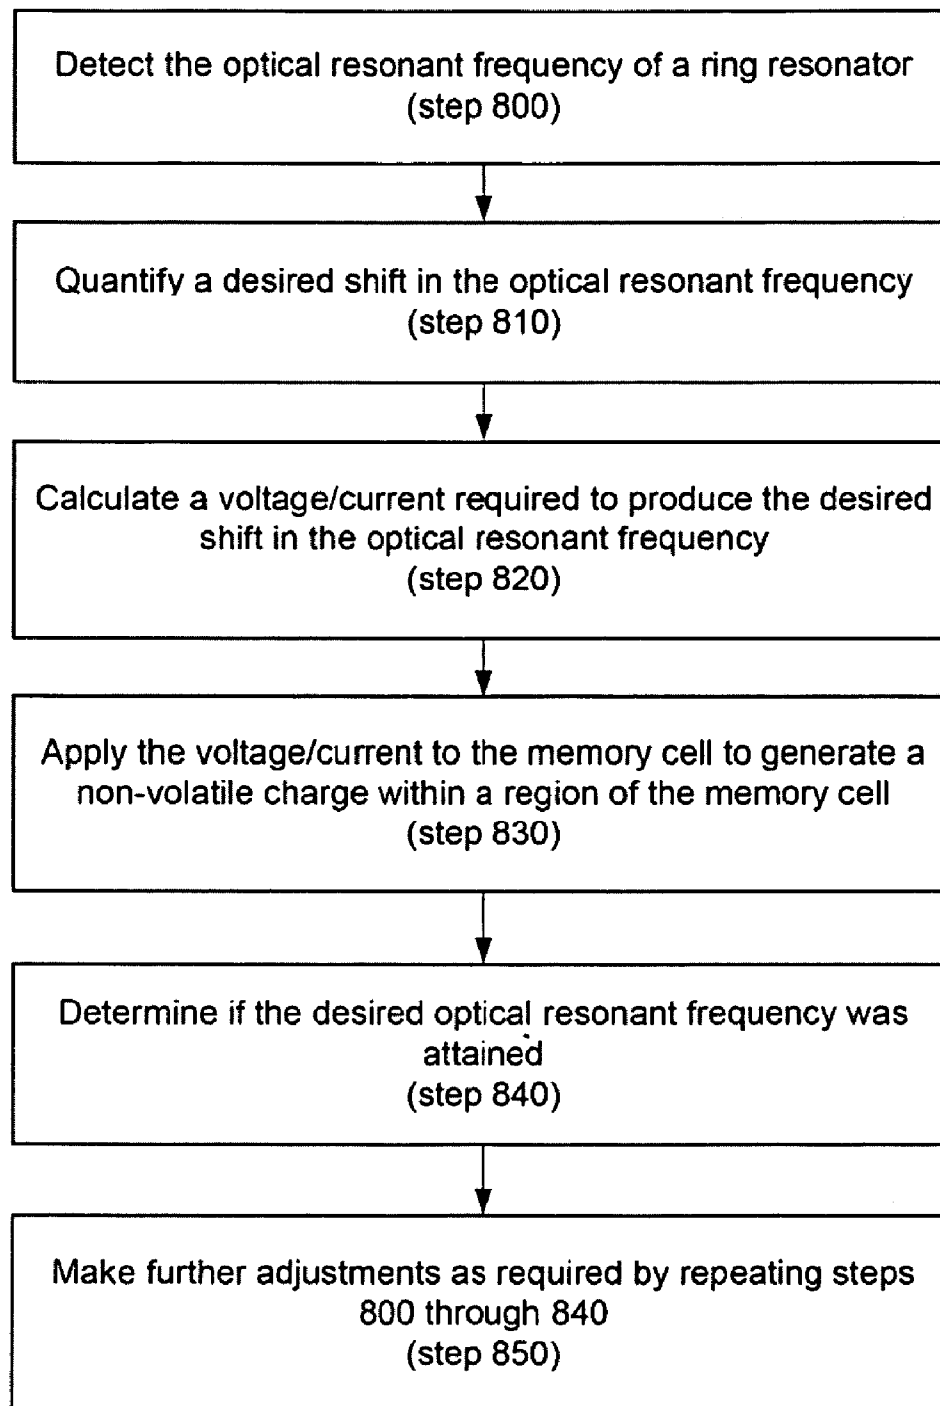 Detect the optical resonant frequency of a ring resonator
(step 800)
Quantify a desired shift in the optical resonant frequency
(step 810)
Calculate a voltage/current required to produce the desired
shift in the optical resonant frequency
(step 820)
Apply the voltage/current to the memory cell to generate a
non-volatile charge within a region of the memory cell
(step 830)
Determine if the desired optical resonant frequency was
attained
(step 840)
Make further adjustments as required by repeating steps
800 through 840
(step 850)